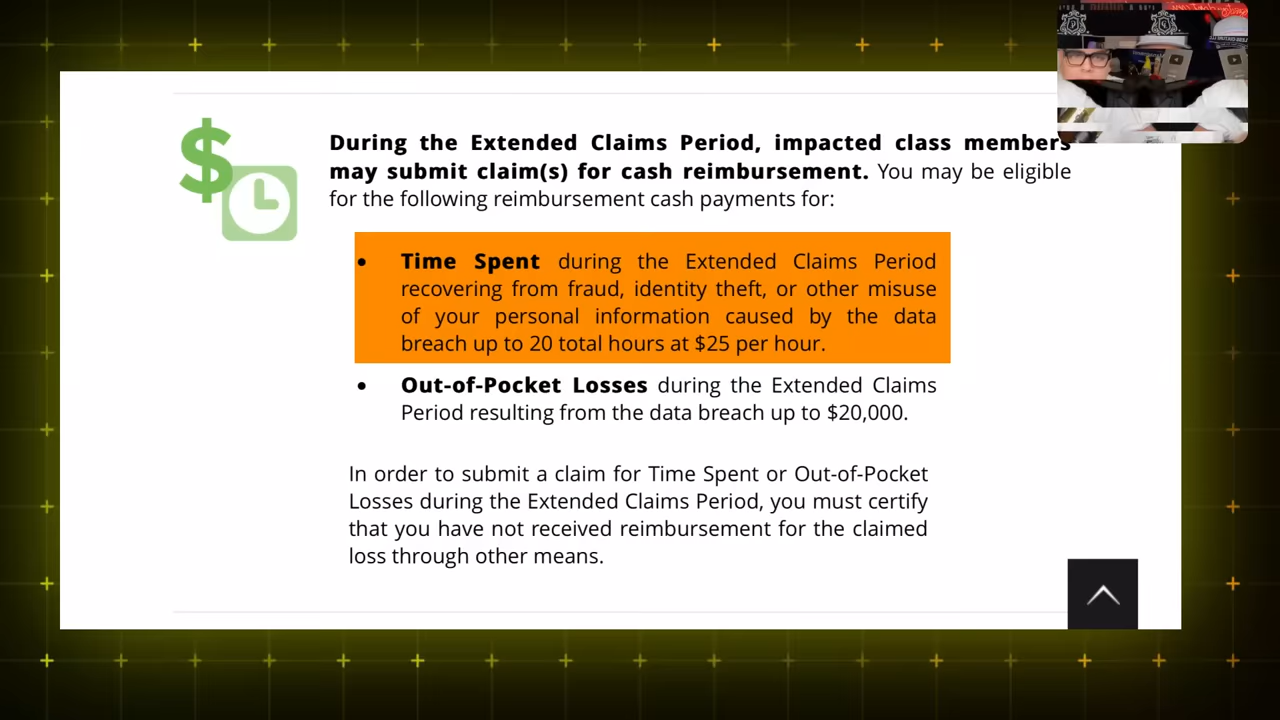 During the Extended Claims Period, impacted class members
may submit claim(s) for cash reimbursement. You may be eligible
for the following reimbursement cash payments for:
• Time Spent during the Extended Claims Period
recovering from fraud, identity theft, or other misuse
of your personal information caused by the data
breach up to 20 total hours at $25 per hour.
• Out-of-Pocket Losses during the Extended Claims
Period resulting from the data breach up to $20,000.
In order to submit a claim for Time Spent or Out-of-Pocket
Losses during the Extended Claims Period, you must certify
that you have not received reimbursement for the claimed
loss through other means.